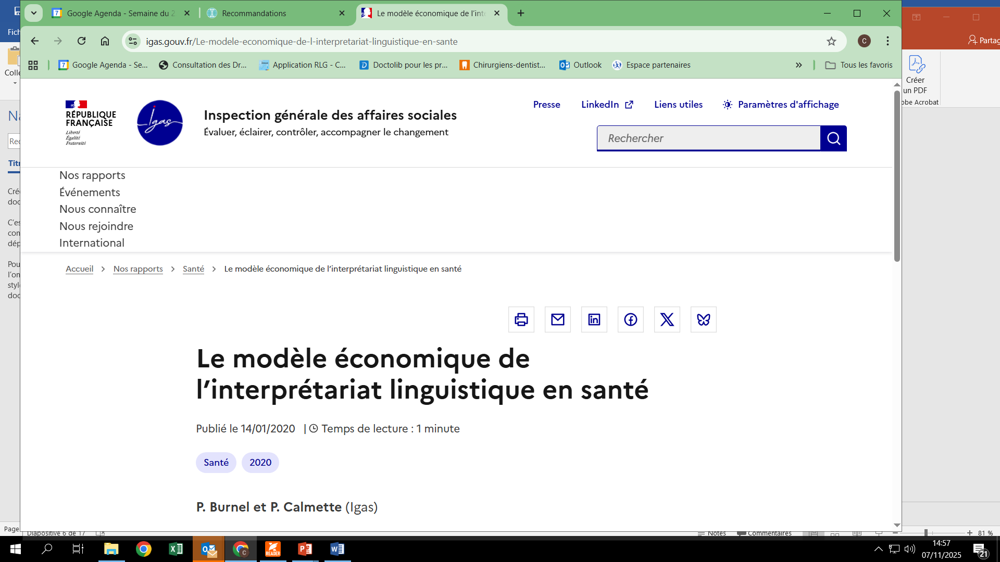 Google Agenda - Semaine du 2
Recommandations
Le modèle économique de l'inte
igas.gouv.fr/Le-modele-economique-de-l-interpretariat-linguistique-en-sante
C
Partag
Fich
Google Agenda - Se...
Consultation des Dr...
Application RLG - C...
Doctolib pour les pr...
Chirurgiens-dentist...
Outlook
Espace partenaires
Tous les favoris
Colle
Créer
un PDF
obe Acrobat
RÉPUBLIQUE
FRANÇAISE
Liberté
Égalité
Fraternité
Igas
Inspection générale des affaires sociales
Évaluer, éclairer, contrôler, accompagner le changement
Presse
LinkedIn
Liens utiles
Paramètres d'affichage
Rechercher
Na
Rec
Titr
Cré
doc
C'es
con
dép
Pou
l'on
style
doc
Nos rapports
Événements
Nous connaître
Nous rejoindre
International
Accueil > Nos rapports > Santé > Le modèle économique de l'interprétariat linguistique en santé
Le modèle économique de
l'interprétariat linguistique en santé
Publié le 14/01/2020 | Temps de lecture : 1 minute
Santé
2020
P. Burnel et P. Calmette (Igas)
Page
Diapositive 6 de 17
Notes
Commentaires
81 %
READER
14:57
07/11/2025
21